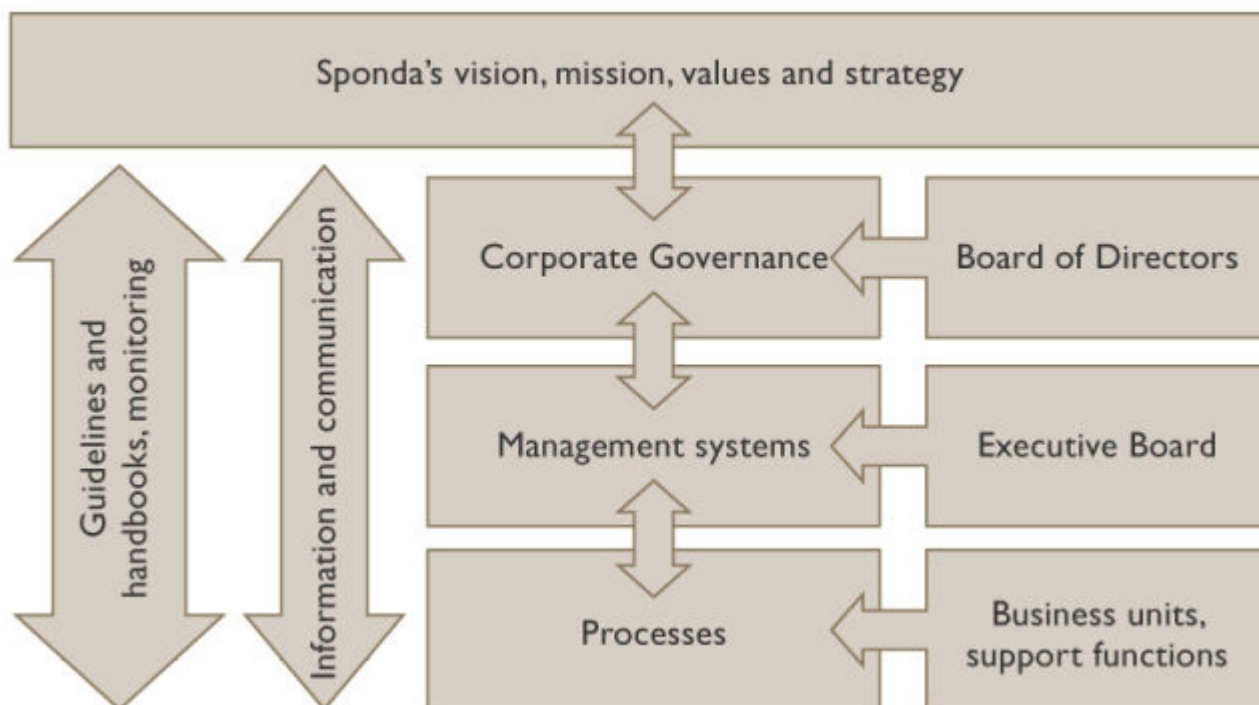 Sponda's vision, mission, values and strategy
Guidelines and
handbooks, monitoring
Information and communication
Corporate Governance
Board of Directors
Management systems
Executive Board
Processes
Business units,
support functions